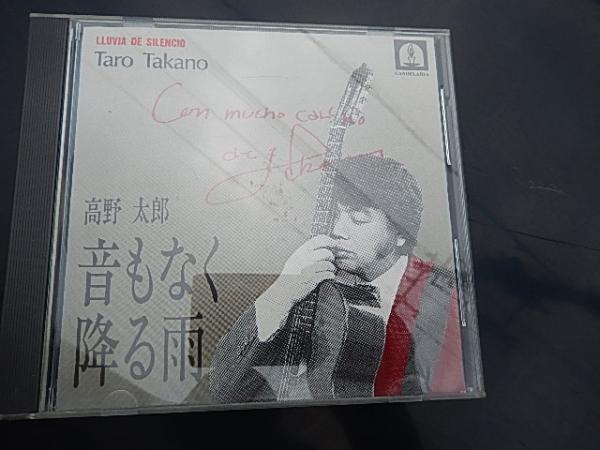 LLUVIA DE SILENCIO
Taro Takano
CANDELARIA
Con mucho cariño
de
高野 太郎
音もなく
降る雨